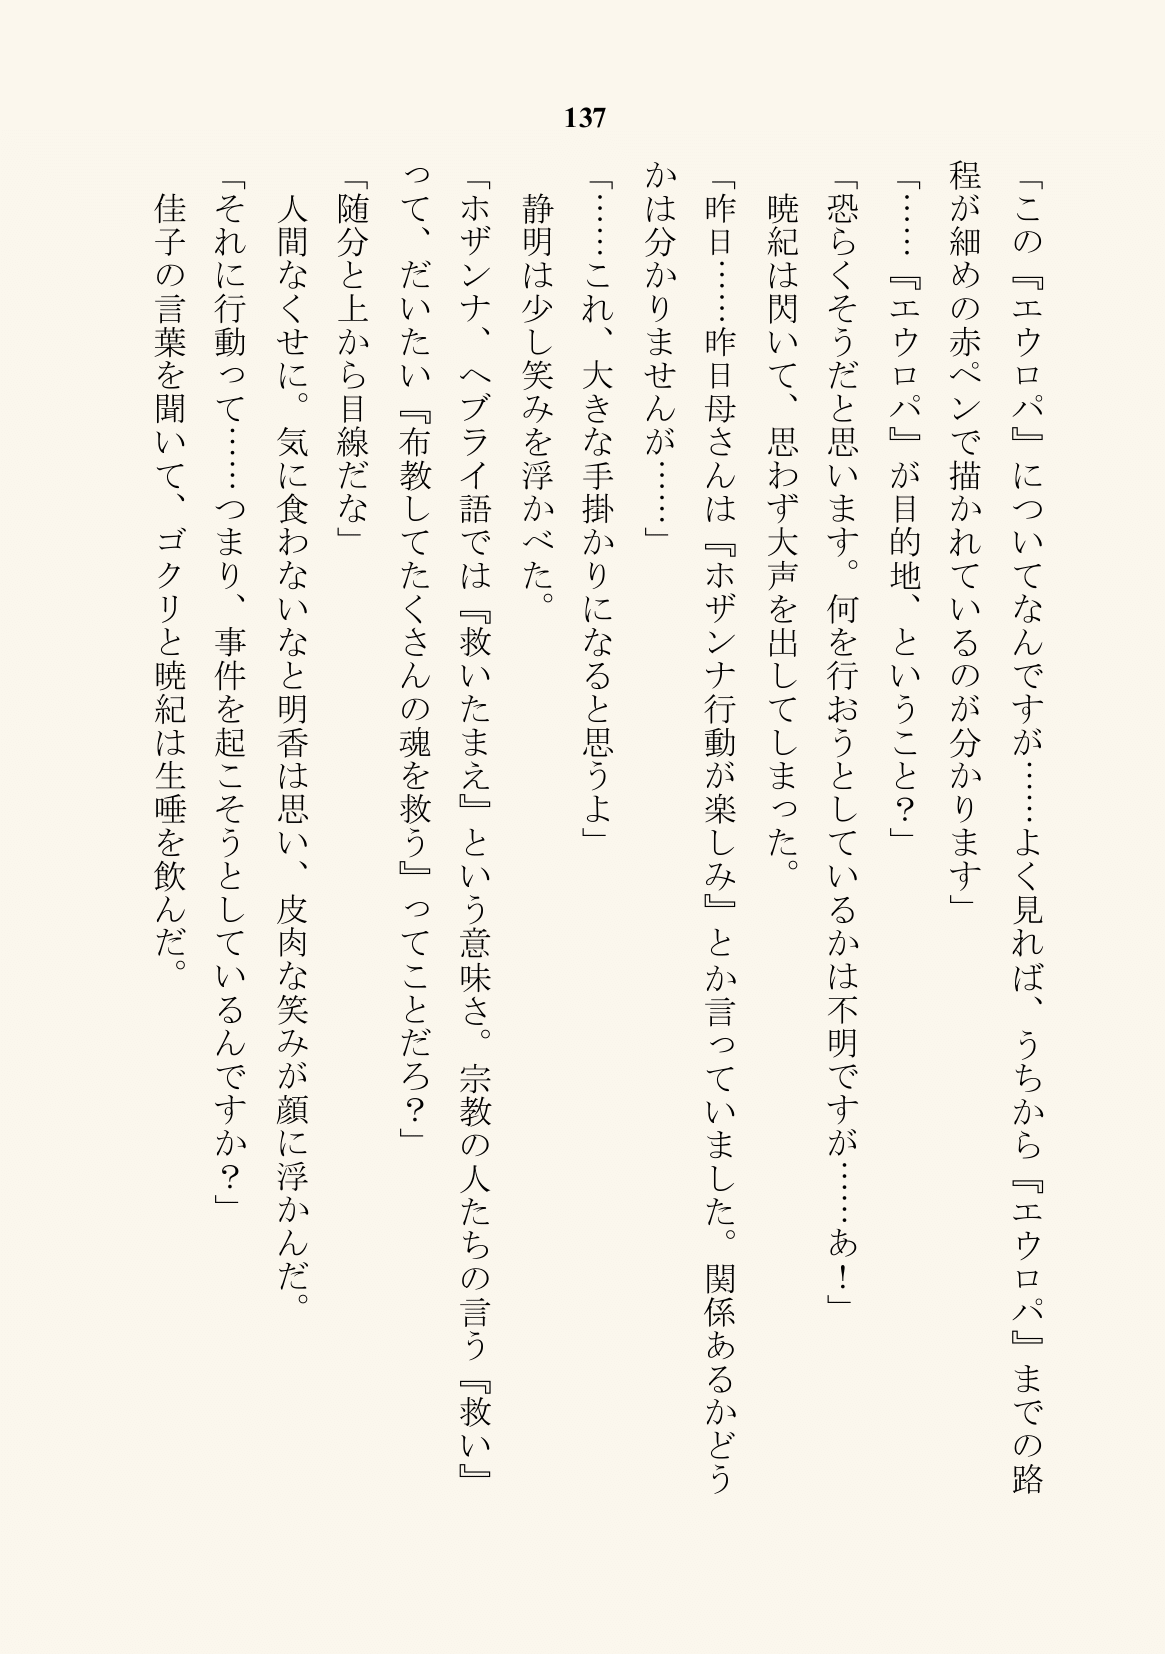 137
「この『エウロパ』についてなんですが……よく見れば、うちから『エウロパ』までの路
程が細めの赤ペンで描かれているのが分かります」
「……『エウロパ』が目的地、ということ？」
「恐らくそうだと思います。何を行おうとしているかは不明ですが……あ！」
　暁紀は閃いて、思わず大声を出してしまった。
「昨日……昨日母さんは『ホザンナ行動が楽しみ』とか言っていました。関係あるかどう
かは分かりませんが……」
「……これ、大きな手掛かりになると思うよ」
　静明は少し笑みを浮かべた。
「ホザンナ、ヘブライ語では『救いたまえ』という意味さ。宗教の人たちの言う『救い』
って、だいたい『布教してたくさんの魂を救う』ってことだろ？」
「随分と上から目線だな」
　人間なくせに。気に食わないなと明香は思い、皮肉な笑みが顔に浮かんだ。
「それに行動って……つまり、事件を起こそうとしているんですか？」
　佳子の言葉を聞いて、ゴクリと暁紀は生唾を飲んだ。